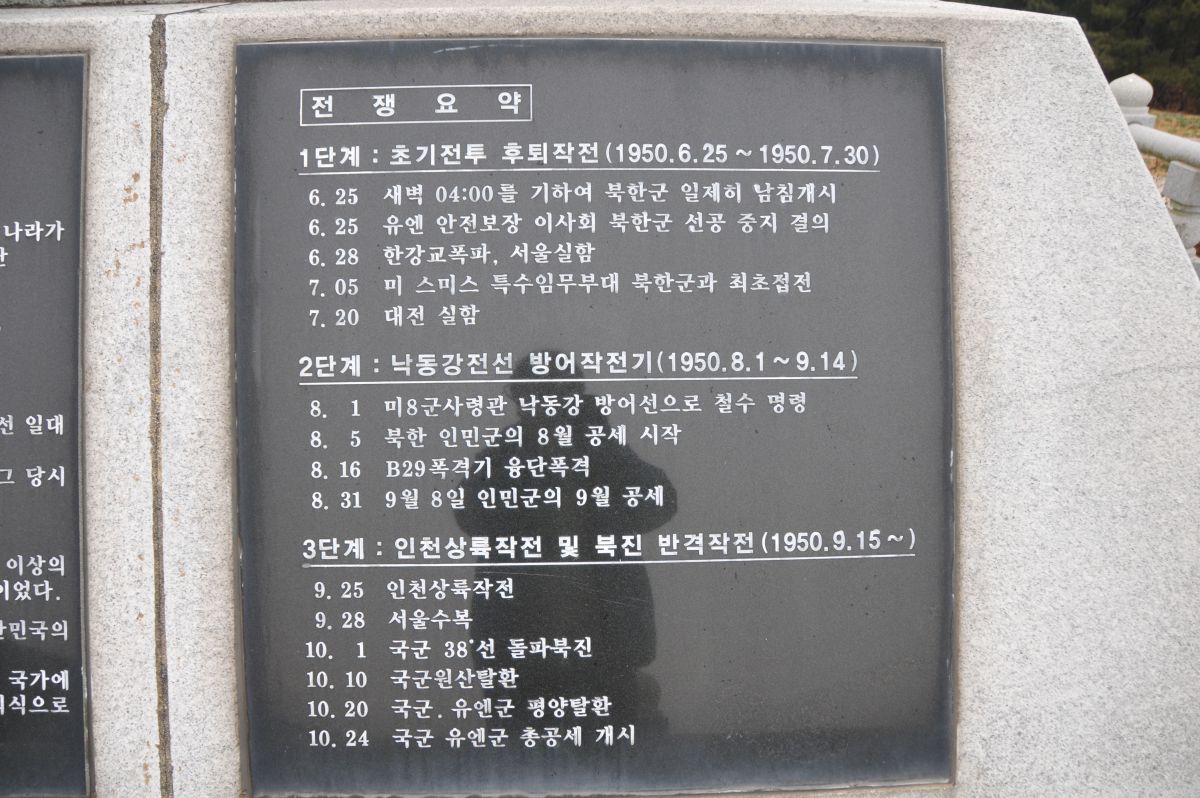 나라가
선 일대
그 당시
이상의
이었다.
국가에
전 쟁 요 약
1단계 : 초기전투 후퇴작전(1950.6.25 ~ 1950.7.30)
6. 25 새벽 04:00를 기하여 북한군 일제히 남침개시
6. 25 유엔 안전보장 이사회 북한군 선공 중지 결의
6. 28 한강교폭파, 서울실함
7. 05 미 스미스 특수임무부대 북한군과 최초접전
7. 20 대전 실함
2단계 : 낙동강전선 방어작전기(1950.8.1 ~ 9.14)
8. 1 미8군사령관 낙동강 방어선으로 철수 명령
8. 5 북한 인민군의 8월 공세 시작
8. 16 B29폭격기 융단폭격
8. 31 9월 8일 인민군의 9월 공세
3단계 : 인천상륙작전 및 북진 반격작전(1950.9.15 ~)
9. 25 인천상륙작전
9. 28 서울수복
10. 1 국군 38°선 돌파북진
10. 10 국군원산탈환
10. 20 국군. 유엔군 평양탈환
10. 24 국군 유엔군 총공세 개시